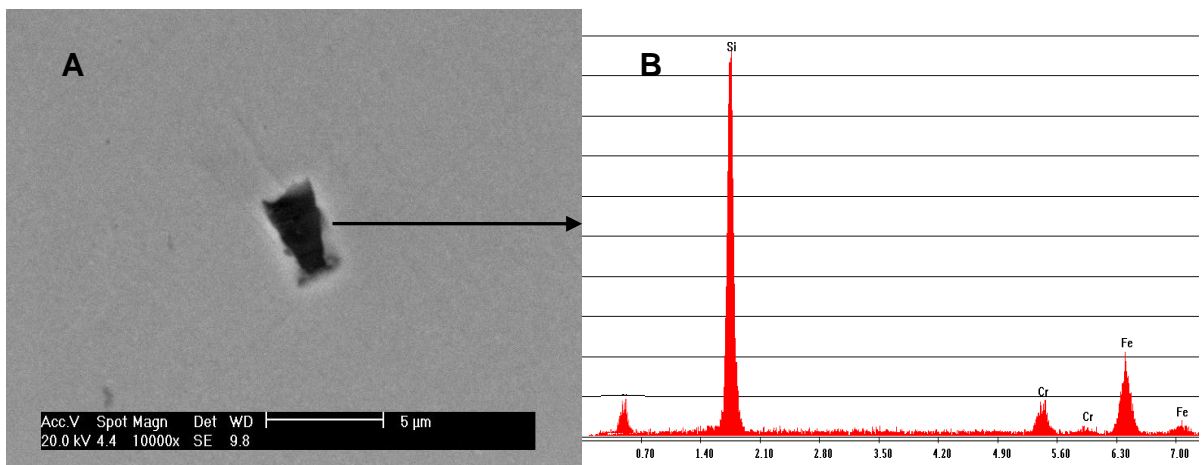 A
Acc.V Spot Magn Det WD
20.0 kV 4.4 10000x SE 9.8
5 µm
B
Si
Cr
Cr
Fe
Fe
0.70 1.40 2.10 2.80 3.50 4.20 4.90 5.60 6.30 7.00